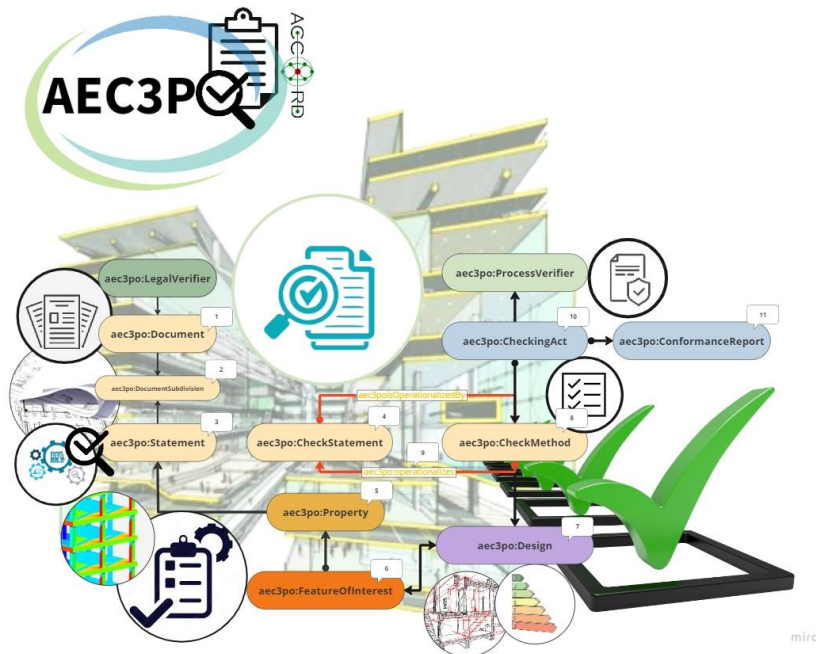 ACCORD
AEC3PO
aec3po:LegalVerifier
aec3po:ProcessVerifier
1
aec3po:Document
10
aec3po:CheckingAct
11
aec3po:ConformanceReport
2
aec3po:DocumentSubdivision
aec3poisOperationalizedBy
3
aec3po:Statement
4
aec3po:CheckStatement
8
aec3po:CheckMethod
9
aec3po:operationalizes
5
aec3po:Property
7
aec3po:Design
6
aec3po:FeatureOfInterest
miro